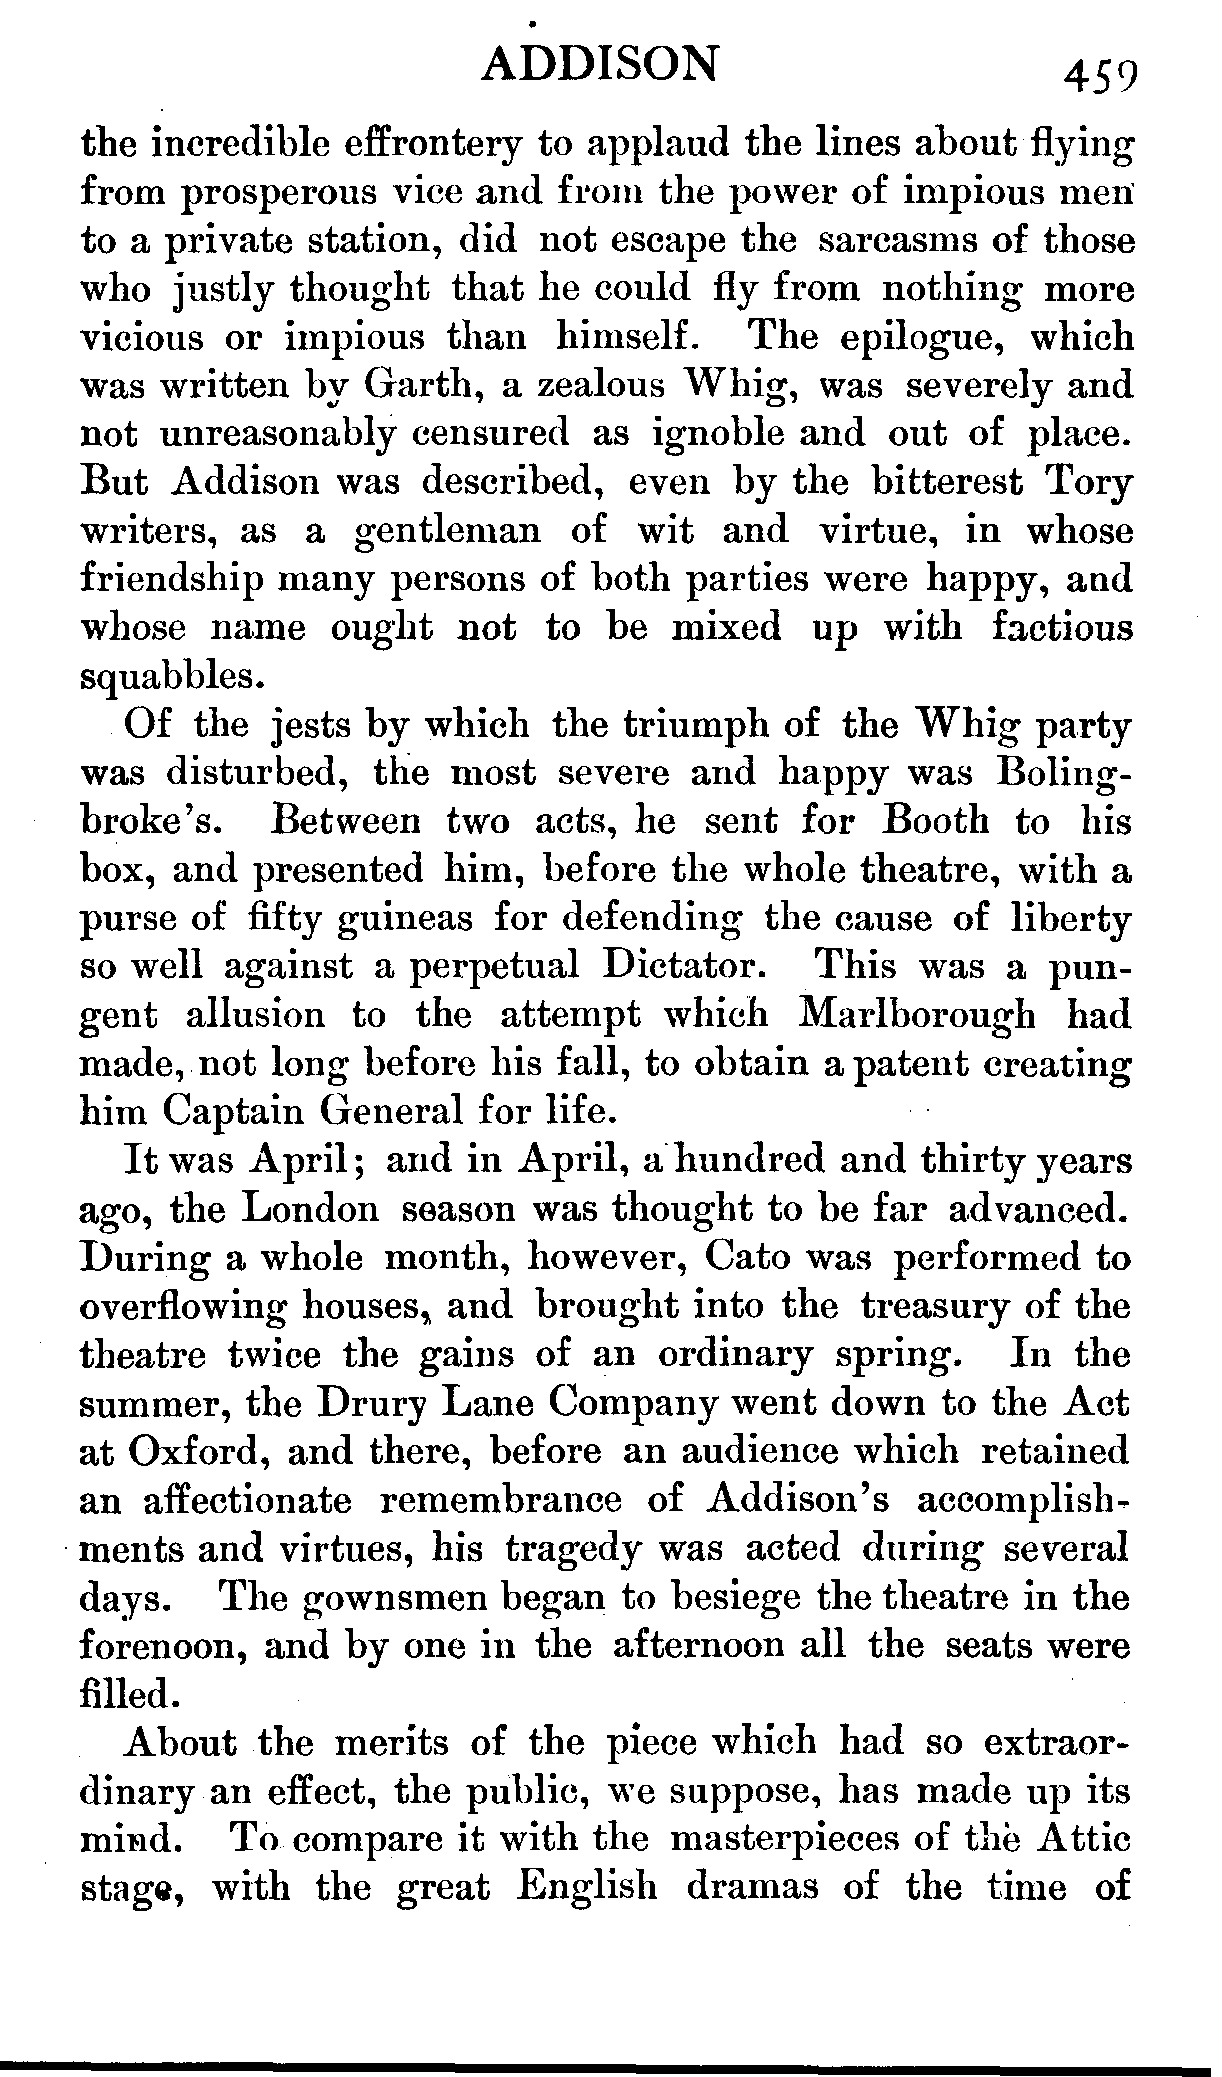 ADDISON 459
the incredible effrontery to applaud the lines about flying
from prosperous vice and from the power of impious men
to a private station, did not escape the sarcasms of those
who justly thought that he could fly from nothing more
vicious or impious than himself. The epilogue, which
was written by Garth, a zealous Whig, was severely and
not unreasonably censured as ignoble and out of place.
But Addison was described, even by the bitterest Tory
writers, as a gentleman of wit and virtue, in whose
friendship many persons of both parties were happy, and
whose name ought not to be mixed up with factious
squabbles.
Of the jests by which the triumph of the Whig party
was disturbed, the most severe and happy was Boling-
broke's. Between two acts, he sent for Booth to his
box, and presented him, before the whole theatre, with a
purse of fifty guineas for defending the cause of liberty
so well against a perpetual Dictator. This was a pun-
gent allusion to the attempt which Marlborough had
made, not long before his fall, to obtain a patent creating
him Captain General for life.
It was April; and in April, a hundred and thirty years
ago, the London season was thought to be far advanced.
During a whole month, however, Cato was performed to
overflowing houses, and brought into the treasury of the
theatre twice the gains of an ordinary spring. In the
summer, the Drury Lane Company went down to the Act
at Oxford, and there, before an audience which retained
an affectionate remembrance of Addison's accomplish-
ments and virtues, his tragedy was acted during several
days. The gownsmen began to besiege the theatre in the
forenoon, and by one in the afternoon all the seats were
filled.
About the merits of the piece which had so extraor-
dinary an effect, the public, we suppose, has made up its
mind. To compare it with the masterpieces of the Attic
stage, with the great English dramas of the time of